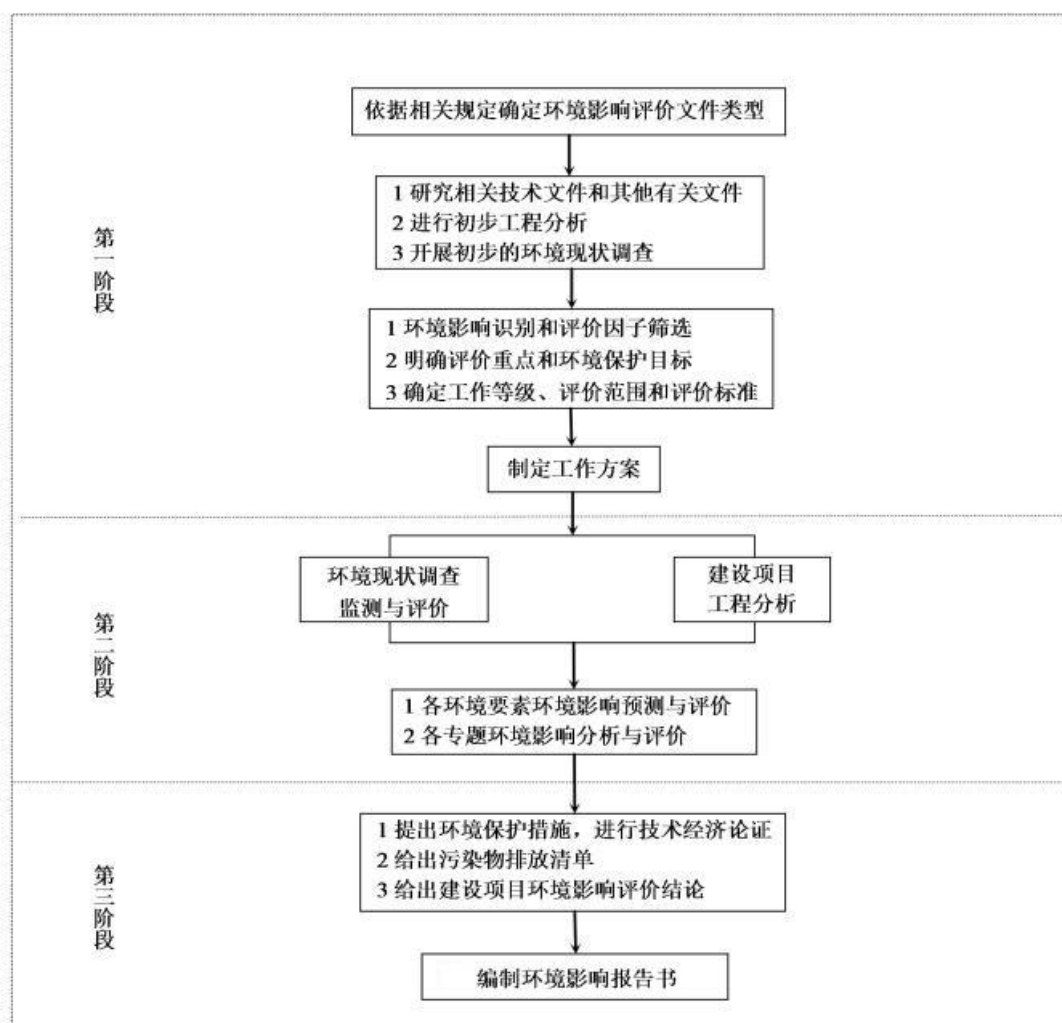 依据相关规定确定环境影响评价文件类型
1 研究相关技术文件和其他有关文件
2 进行初步工程分析
3 开展初步的环境现状调查
第一阶段
1 环境影响识别和评价因子筛选
2 明确评价重点和环境保护目标
3 确定工作等级、评价范围和评价标准
制定工作方案
环境现状调查
监测与评价
建设项目
工程分析
第二阶段
1 各环境要素环境影响预测与评价
2 各专题环境影响分析与评价
1 提出环境保护措施，进行技术经济论证
2 给出污染物排放清单
3 给出建设项目环境影响评价结论
第三阶段
编制环境影响报告书